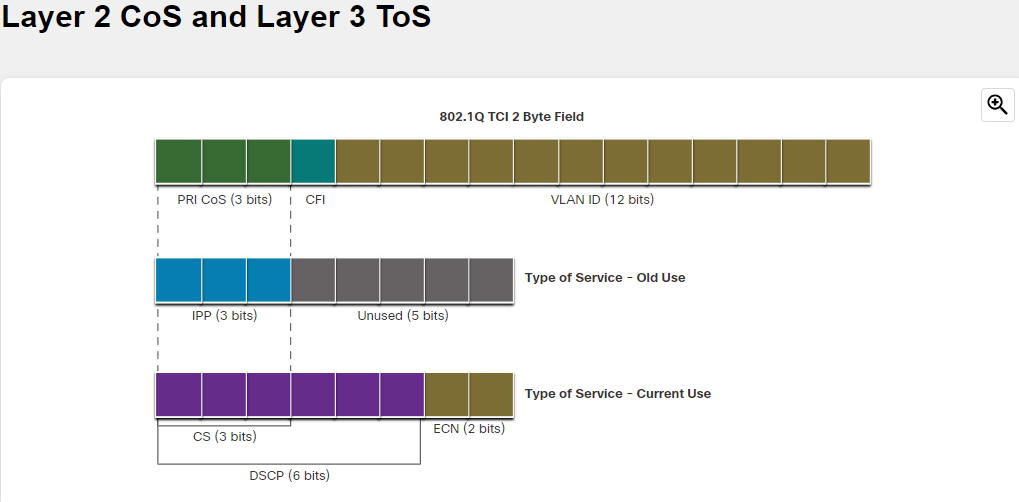 Layer 2 CoS and Layer 3 ToS
802.1Q TCI 2 Byte Field
PRI CoS (3 bits) CFI VLAN ID (12 bits)
Type of Service - Old Use
IPP (3 bits) Unused (5 bits)
Type of Service - Current Use
ECN (2 bits)
CS (3 bits)
DSCP (6 bits)